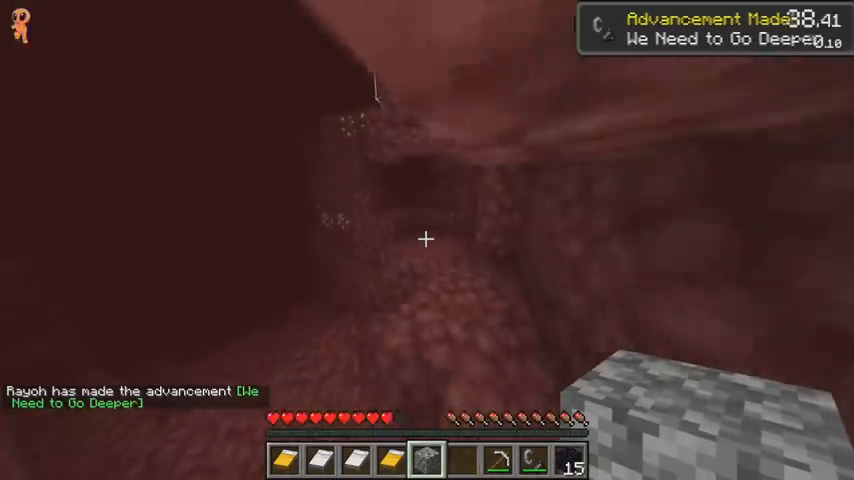 Advancement Made
38.41
We Need to Go Deeper
0.10
Rayoh has made the advancement [We
Need to Go Deeper]
15